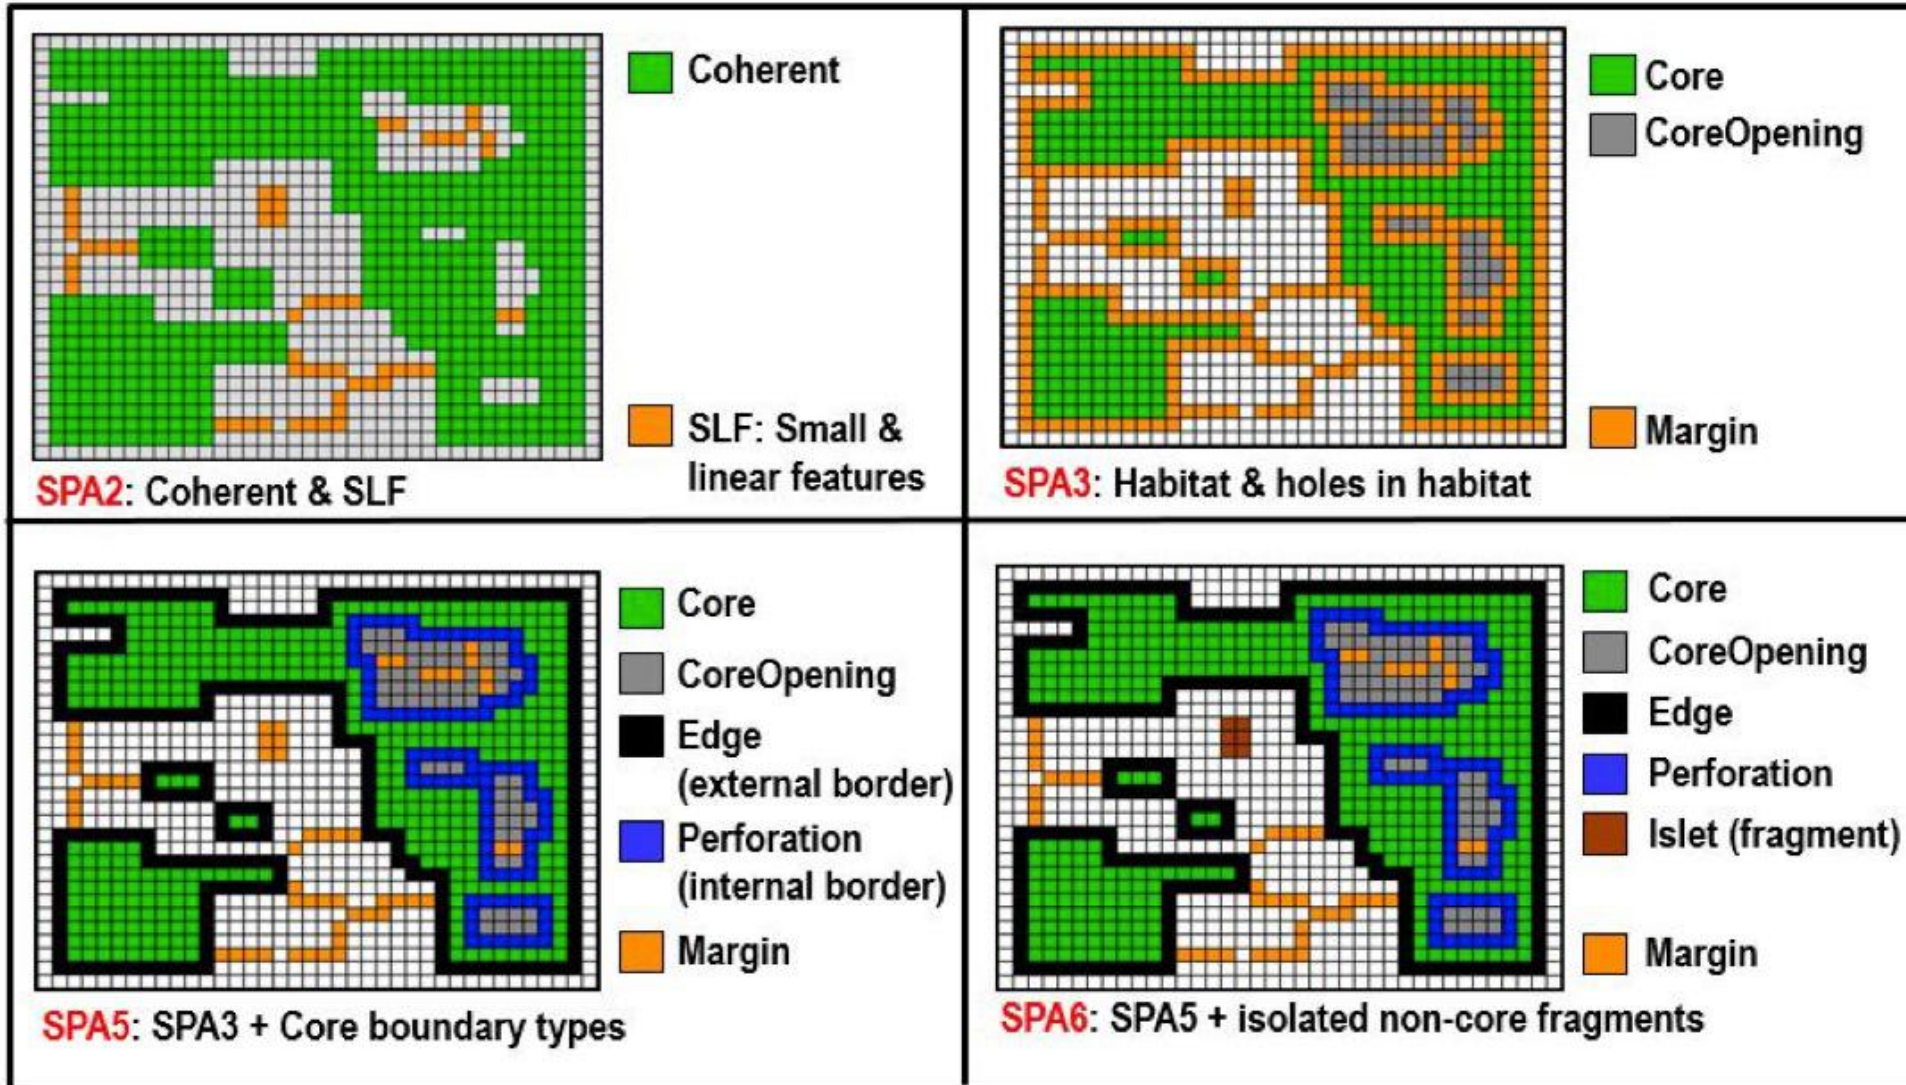 Coherent
SLF: Small &
linear features
SPA2: Coherent & SLF
Core
CoreOpening
Margin
SPA3: Habitat & holes in habitat
Core
CoreOpening
Edge
(external border)
Perforation
(internal border)
Margin
SPA5: SPA3 + Core boundary types
Core
CoreOpening
Edge
Perforation
Islet (fragment)
Margin
SPA6: SPA5 + isolated non-core fragments